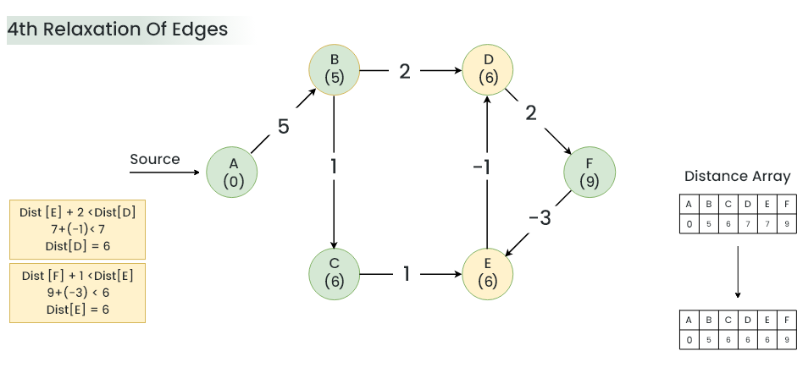 4th Relaxation Of Edges
B
(5)
2
D
(6)
5
2
Source
A
(0)
1
-1
F
(9)
Distance Array
A B C D E F
0 5 6 7 7 9
Dist [E] + 2 <Dist[D]
7+(-1)< 7
Dist[D] = 6
-3
Dist [F] + 1 <Dist[E]
9+(-3) < 6
Dist[E] = 6
C
(6)
1
E
(6)
A B C D E F
0 5 6 6 6 9